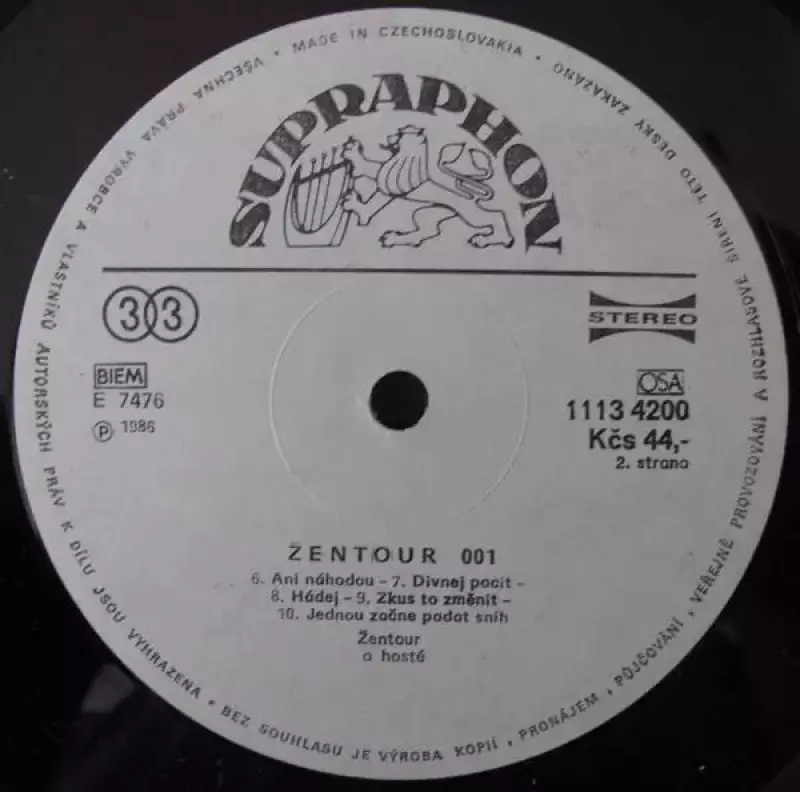 • MADE IN CZECHOSLOVAKIA •
VŠECHNA PRÁVA VÝROBCE A VLASTNÍKŮ AUTORSKÝCH PRÁV K DÍLU JSOU VYHRAZENA • BEZ SOUHLASU JE VÝROBA KOPIÍ, PRONÁJEM, PŮJČOVÁNÍ, VEŘEJNÉ PROVOZOVÁNÍ A ROZHLASOVÉ ŠÍŘENÍ TÉTO DESKY ZAKÁZÁNO
SUPRAPHON
33
STEREO
BIEM
OSA
E 7476
1113 4200
Ⓟ 1986
Kčs 44,-
2. strana
ŽENTOUR 001
6. Ani náhodou – 7. Divnej pocit –
8. Hádej – 9. Zkus to změnit –
10. Jednou začne padat sníh
Žentour
a hosté